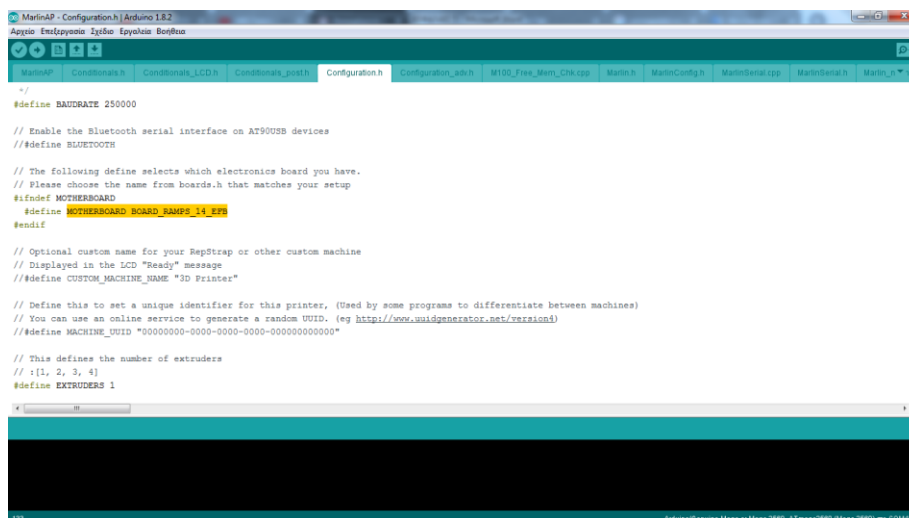 MarlinAP - Configuration.h | Arduino 1.8.2
Αρχείο Επεξεργασία Σχέδιο Εργαλεία Βοήθεια
MarlinAP Conditionals.h Conditionals_LCD.h Conditionals_post.h Configuration.h Configuration_adv.h M100_Free_Mem_Chk.cpp Marlin.h MarlinConfig.h MarlinSerial.cpp MarlinSerial.h Marlin_n
*/
#define BAUDRATE 250000
// Enable the Bluetooth serial interface on AT90USB devices
//#define BLUETOOTH
// The following define selects which electronics board you have.
// Please choose the name from boards.h that matches your setup
#ifndef MOTHERBOARD
#define MOTHERBOARD BOARD_RAMPS_14_EFB
#endif
// Optional custom name for your RepStrap or other custom machine
// Displayed in the LCD "Ready" message
//#define CUSTOM_MACHINE_NAME "3D Printer"
// Define this to set a unique identifier for this printer, (Used by some programs to differentiate between machines)
// You can use an online service to generate a random UUID. (eg http://www.uuidgenerator.net/version4)
//#define MACHINE_UUID "00000000-0000-0000-0000-000000000000"
// This defines the number of extruders
// :[1, 2, 3, 4]
#define EXTRUDERS 1